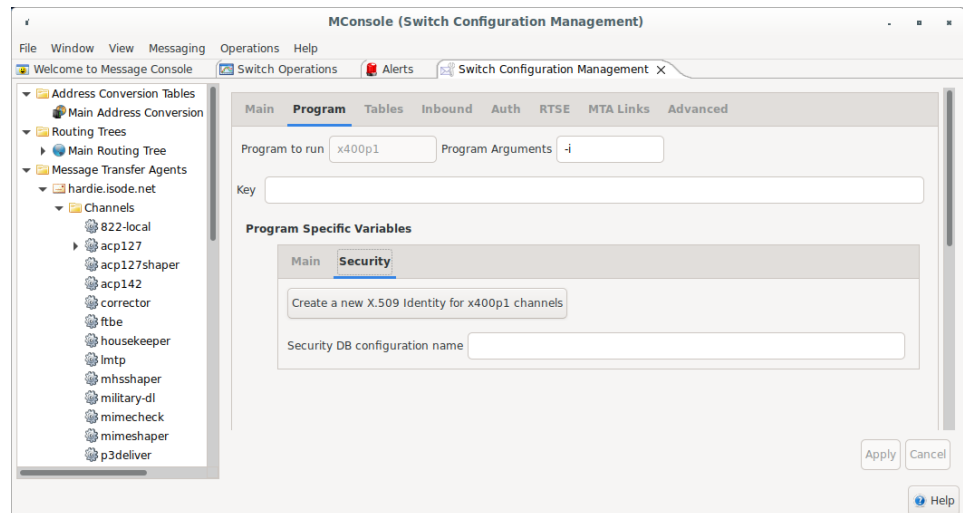 MConsole (Switch Configuration Management)
File Window View Messaging Operations Help
Welcome to Message Console Switch Operations Alerts Switch Configuration Management
Address Conversion Tables
Main Address Conversion
Routing Trees
Main Routing Tree
Message Transfer Agents
hardie.isode.net
Channels
822-local
acp127
acp127shaper
acp142
corrector
ftbe
housekeeper
lmtp
mhsshaper
military-dl
mimecheck
mimeshaper
p3deliver
Main Program Tables Inbound Auth RTSE MTA Links Advanced
Program to run x400p1 Program Arguments -i
Key
Program Specific Variables
Main Security
Create a new X.509 Identity for x400p1 channels
Security DB configuration name
Apply Cancel
Help